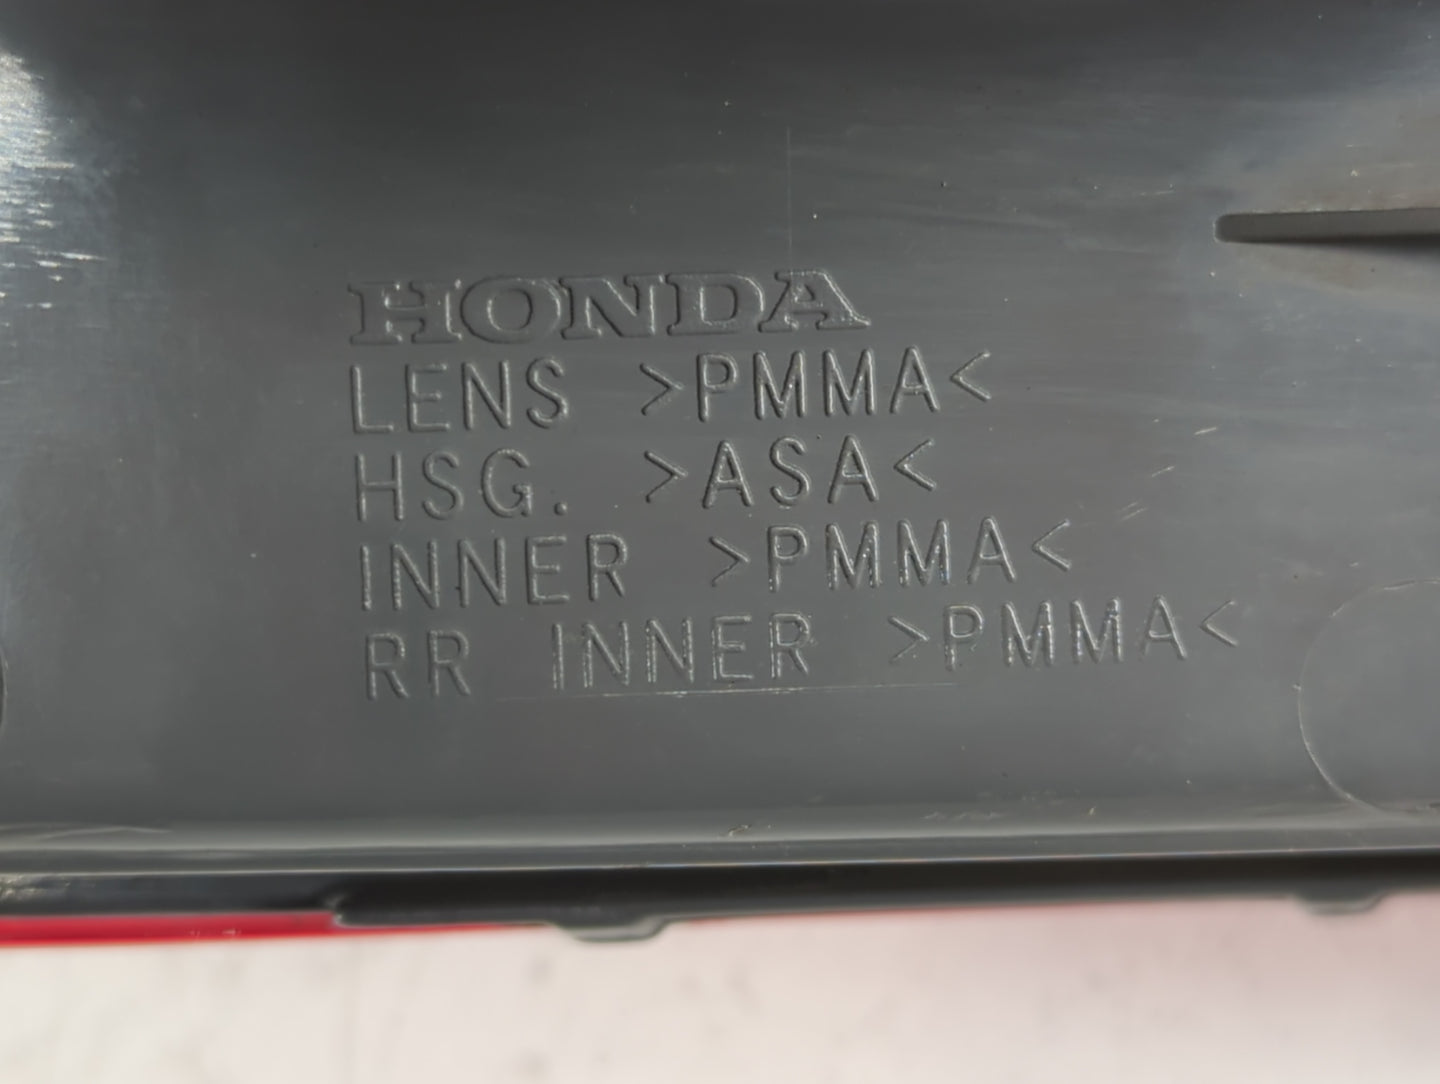 HONDA
LENS >PMMA<
HSG. >ASA<
INNER >PMMA<
RR INNER >PMMA<